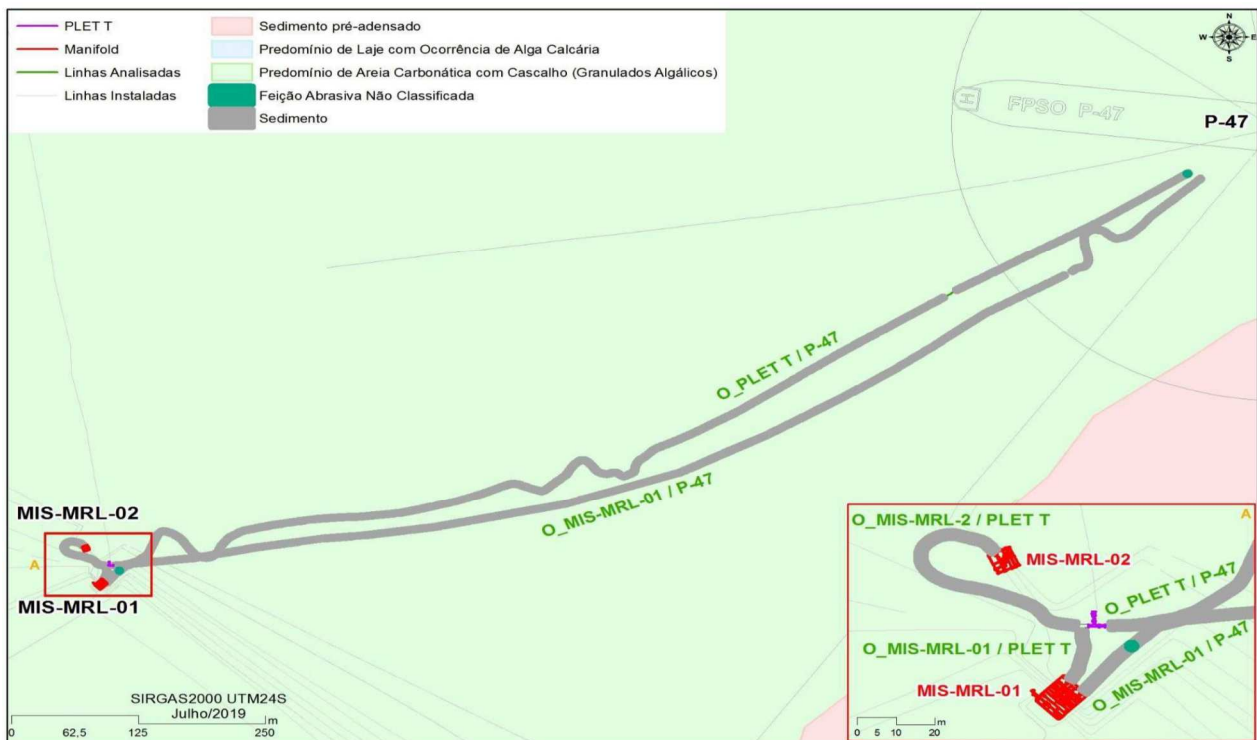 PLET T
Manifold
Linhas Analisadas
Linhas Instaladas
Sedimento pré-adensado
Predomínio de Laje com Ocorrência de Alga Calcária
Predomínio de Areia Carbonática com Cascalho (Granulados Algálicos)
Feição Abrasiva Não Classificada
Sedimento
N
W
E
S
H
FPSO P-47
P-47
O_PLET T / P-47
O_MIS-MRL-01 / P-47
MIS-MRL-02
A
MIS-MRL-01
SIRGAS2000 UTM24S
Julho/2019
0 62,5 125 250 m
A
O_MIS-MRL-2 / PLET T
MIS-MRL-02
O_PLET T / P-47
O_MIS-MRL-01 / PLET T
MIS-MRL-01
O_MIS-MRL-01 / P-47
0 5 10 20 m